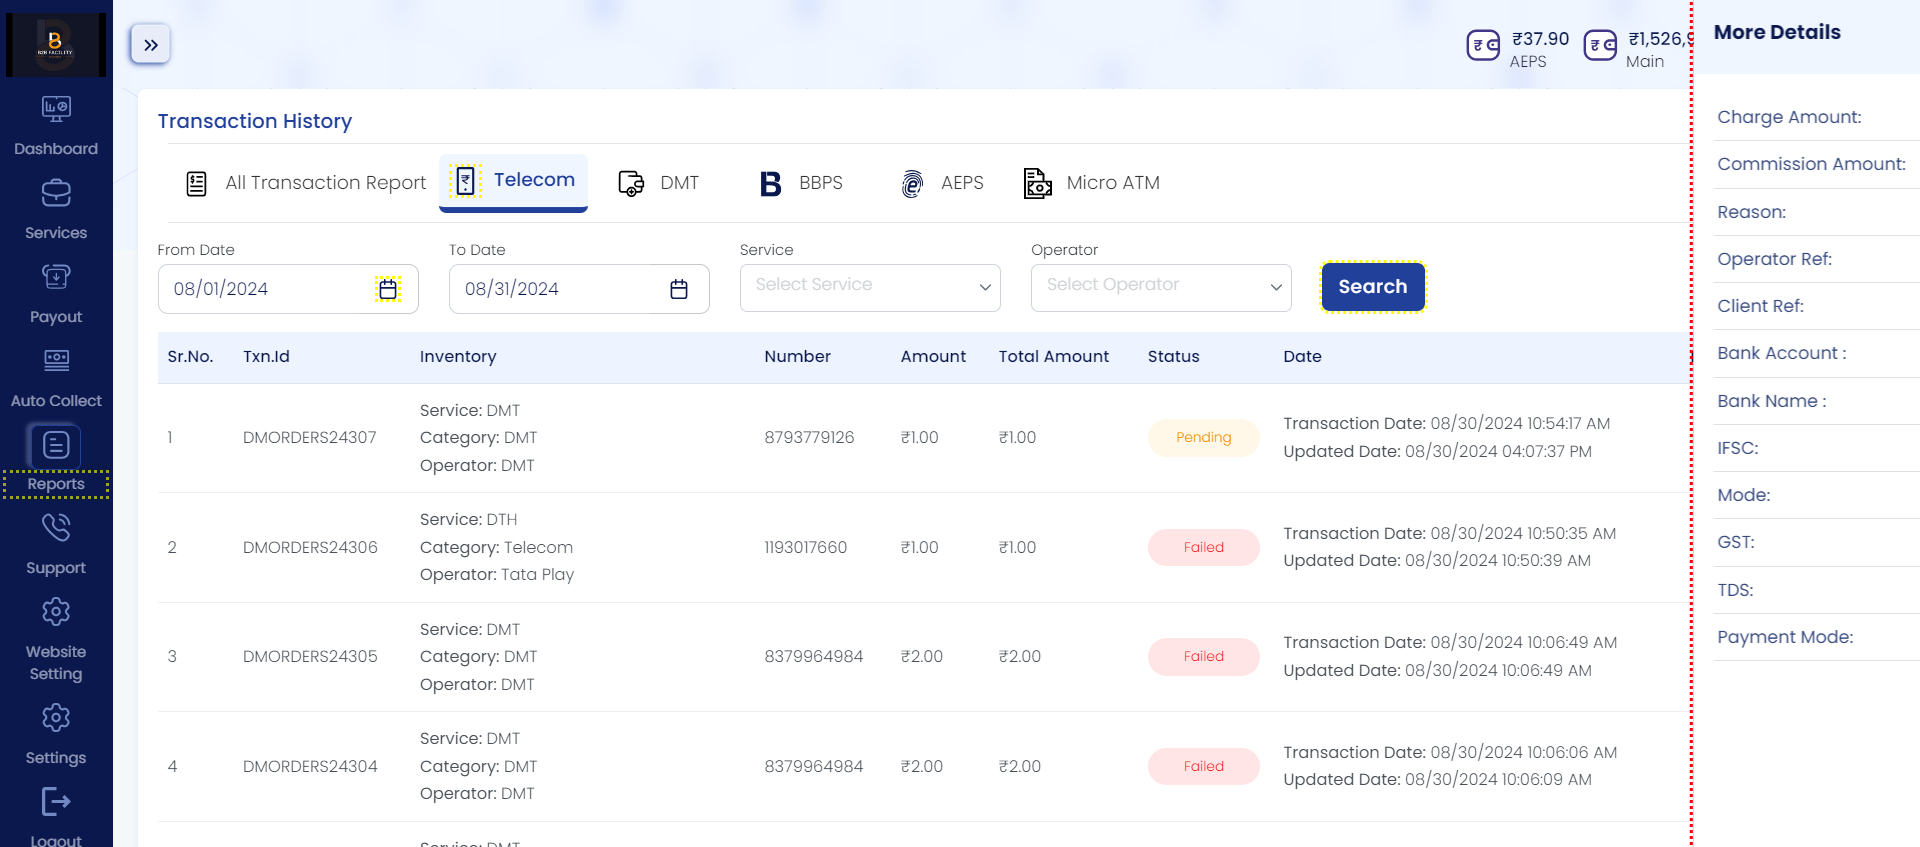 B2B FACILITY
Dashboard
Services
Payout
Auto Collect
Reports
Support
Website
Setting
Settings
Logout
₹37.90
AEPS
₹1,526,9
Main
Transaction History
All Transaction Report
Telecom
DMT
BBPS
AEPS
Micro ATM
From Date
To Date
Service
Operator
08/01/2024
08/31/2024
Select Service
Select Operator
Search
Sr.No. Txn.Id Inventory Number Amount Total Amount Status Date
Service: DMT
1 DMORDERS24307 Category: DMT 8793779126 ₹1.00 ₹1.00 Pending Transaction Date: 08/30/2024 10:54:17 AM
Operator: DMT Updated Date: 08/30/2024 04:07:37 PM
Service: DTH
2 DMORDERS24306 Category: Telecom 1193017660 ₹1.00 ₹1.00 Failed Transaction Date: 08/30/2024 10:50:35 AM
Operator: Tata Play Updated Date: 08/30/2024 10:50:39 AM
Service: DMT
3 DMORDERS24305 Category: DMT 8379964984 ₹2.00 ₹2.00 Failed Transaction Date: 08/30/2024 10:06:49 AM
Operator: DMT Updated Date: 08/30/2024 10:06:49 AM
Service: DMT
4 DMORDERS24304 Category: DMT 8379964984 ₹2.00 ₹2.00 Failed Transaction Date: 08/30/2024 10:06:06 AM
Operator: DMT Updated Date: 08/30/2024 10:06:09 AM
Service: DMT
More Details
Charge Amount:
Commission Amount:
Reason:
Operator Ref:
Client Ref:
Bank Account :
Bank Name :
IFSC:
Mode:
GST:
TDS:
Payment Mode: